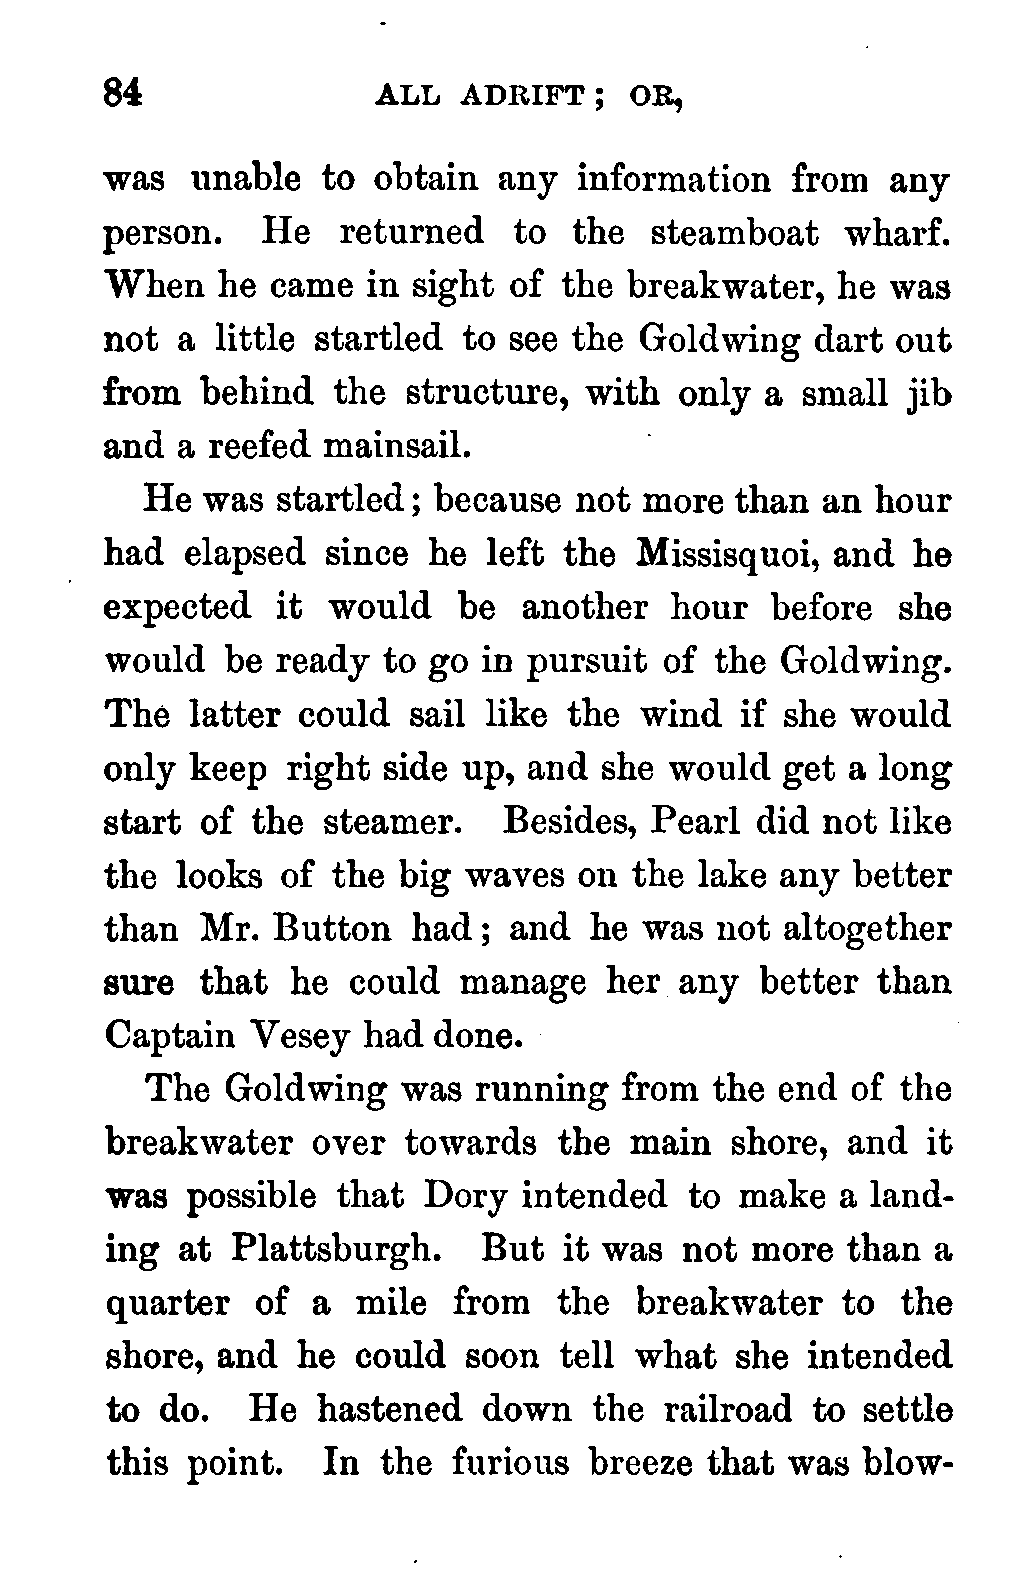 84 ALL ADRIFT; OR,
was unable to obtain any information from any
person. He returned to the steamboat wharf.
When he came in sight of the breakwater, he was
not a little startled to see the Goldwing dart out
from behind the structure, with only a small jib
and a reefed mainsail.
He was startled; because not more than an hour
had elapsed since he left the Missisquoi, and he
expected it would be another hour before she
would be ready to go in pursuit of the Goldwing.
The latter could sail like the wind if she would
only keep right side up, and she would get a long
start of the steamer. Besides, Pearl did not like
the looks of the big waves on the lake any better
than Mr. Button had; and he was not altogether
sure that he could manage her any better than
Captain Vesey had done.
The Goldwing was running from the end of the
breakwater over towards the main shore, and it
was possible that Dory intended to make a land-
ing at Plattsburgh. But it was not more than a
quarter of a mile from the breakwater to the
shore, and he could soon tell what she intended
to do. He hastened down the railroad to settle
this point. In the furious breeze that was blow-